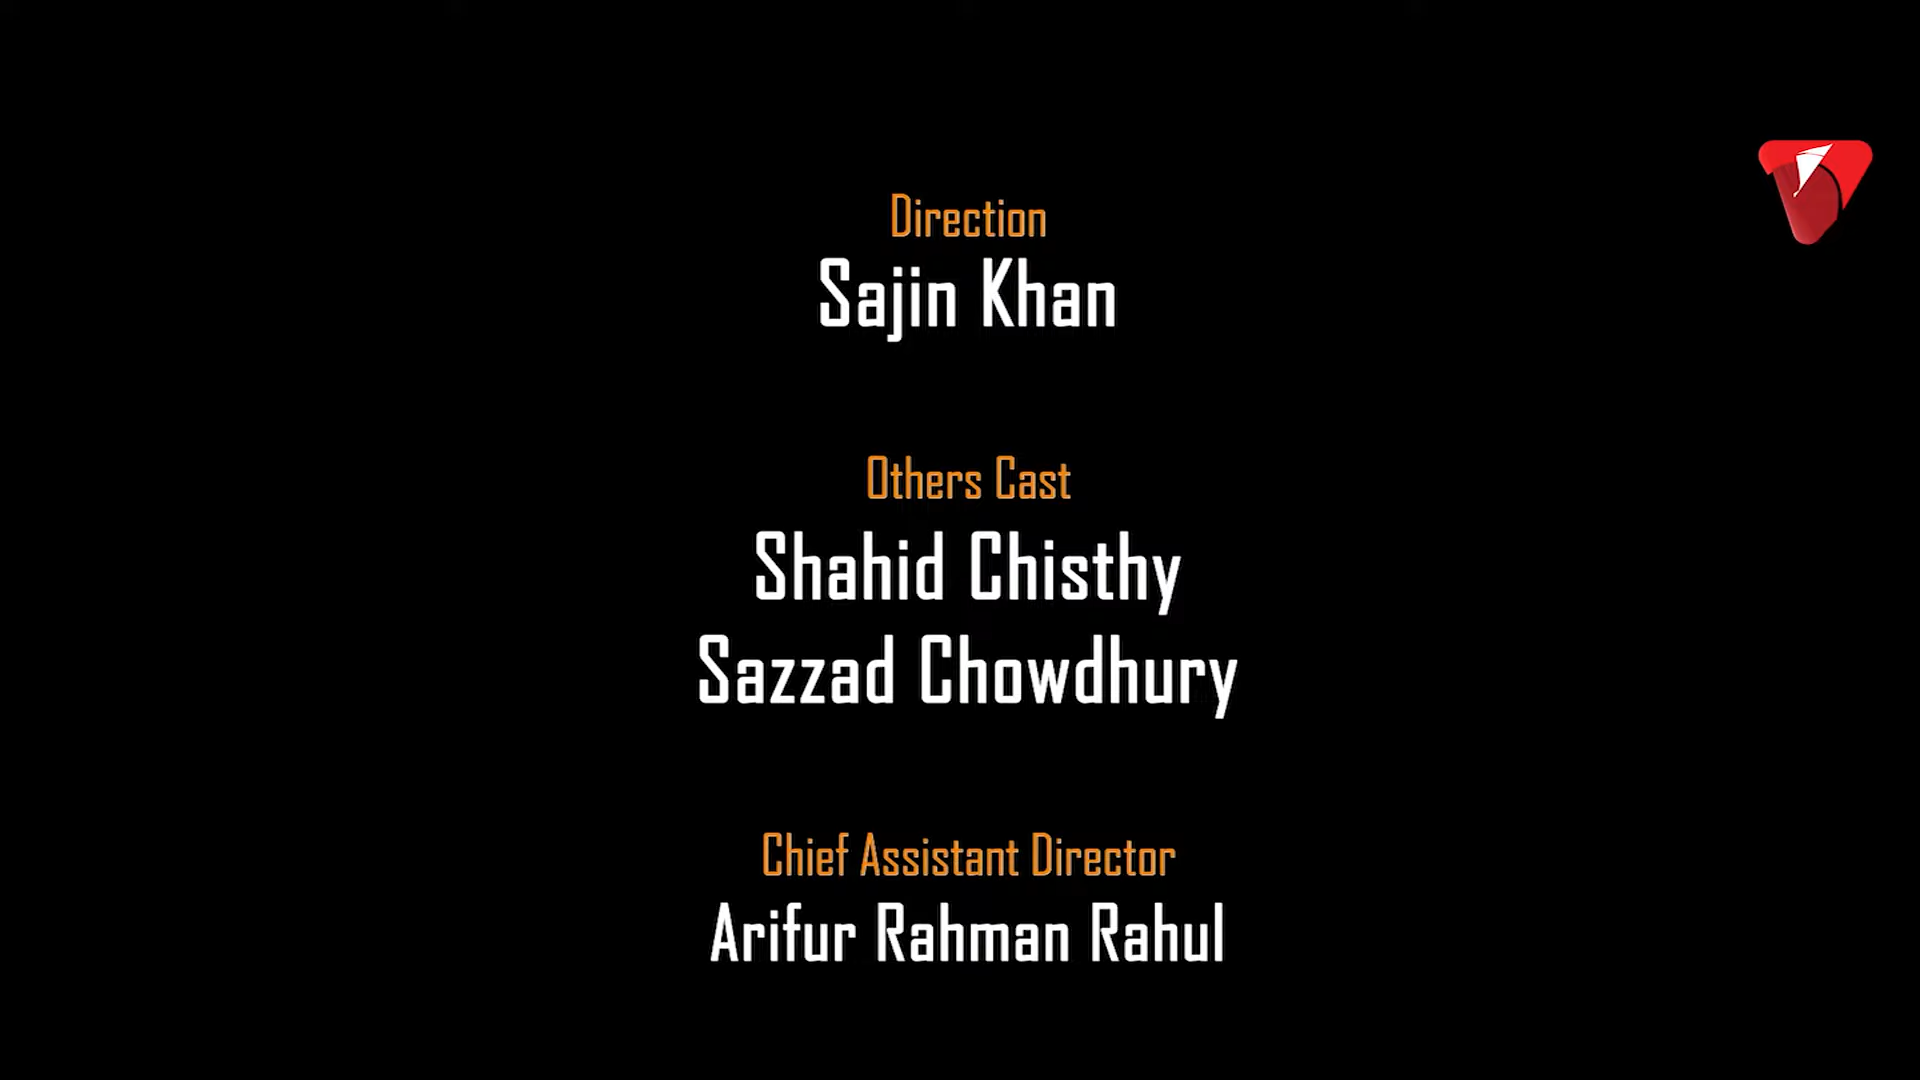 Direction
Sajin Khan
Others Cast
Shahid Chisthy
Sazzad Chowdhury
Chief Assistant Director
Arifur Rahman Rahul